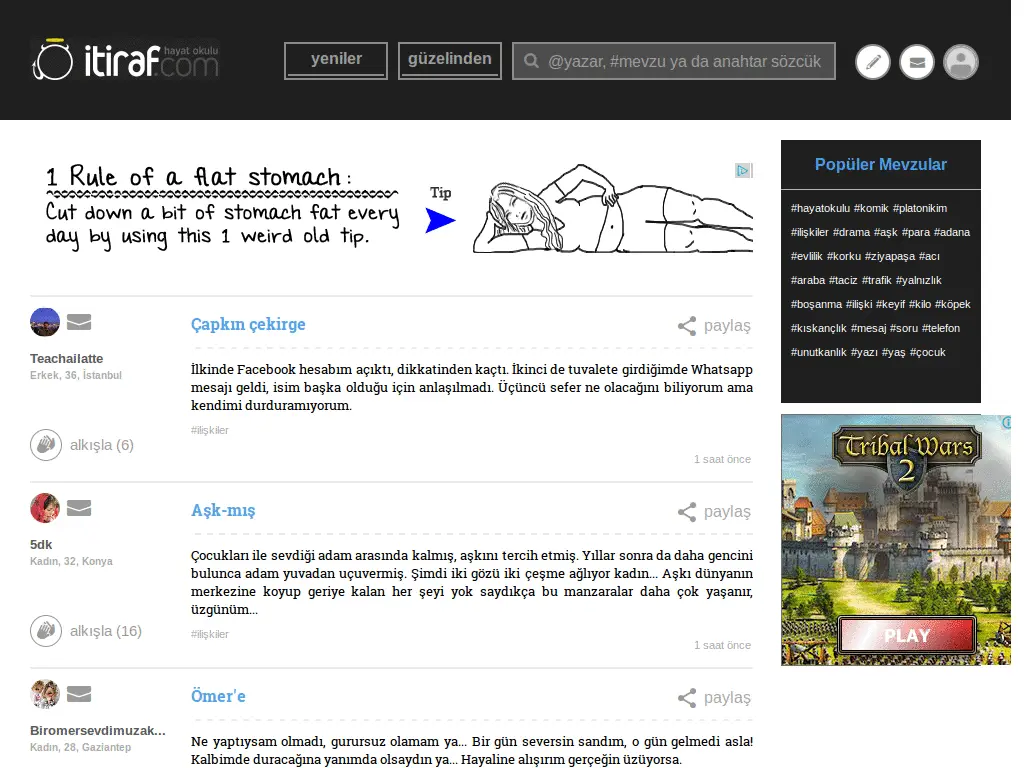 hayat okulu
itiraf.com
yeniler
güzelinden
@yazar, #mevzu ya da anahtar sözcük
1 Rule of a flat stomach:
Cut down a bit of stomach fat every
day by using this 1 weird old tip.
Tip
Popüler Mevzular
#hayatokulu #komik #platonikim
#ilişkiler #drama #aşk #para #adana
#evlilik #korku #ziyapaşa #acı
#araba #taciz #trafik #yalnızlık
#boşanma #ilişki #keyif #kilo #köpek
#kıskançlık #mesaj #soru #telefon
#unutkanlık #yazı #yaş #çocuk
Teachailatte
Erkek, 36, İstanbul
alkışla (6)
Çapkın çekirge
paylaş
İlkinde Facebook hesabım açıktı, dikkatinden kaçtı. İkinci de tuvalete girdiğimde Whatsapp
mesajı geldi, isim başka olduğu için anlaşılmadı. Üçüncü sefer ne olacağını biliyorum ama
kendimi durduramıyorum.
#ilişkiler
1 saat önce
5dk
Kadın, 32, Konya
alkışla (16)
Aşk-mış
paylaş
Çocukları ile sevdiği adam arasında kalmış, aşkını tercih etmiş. Yıllar sonra da daha gencini
bulunca adam yuvadan uçuvermiş. Şimdi iki gözü iki çeşme ağlıyor kadın... Aşkı dünyanın
merkezine koyup geriye kalan her şeyi yok saydıkça bu manzaralar daha çok yaşanır,
üzgünüm...
#ilişkiler
1 saat önce
Biromersevdimuzak...
Kadın, 28, Gaziantep
Ömer'e
paylaş
Ne yaptıysam olmadı, gurursuz olamam ya... Bir gün seversin sandım, o gün gelmedi asla!
Kalbimde duracağına yanımda olsaydın ya... Hayaline alışırım gerçeğin üzüyorsa.
Tribal Wars
2
PLAY